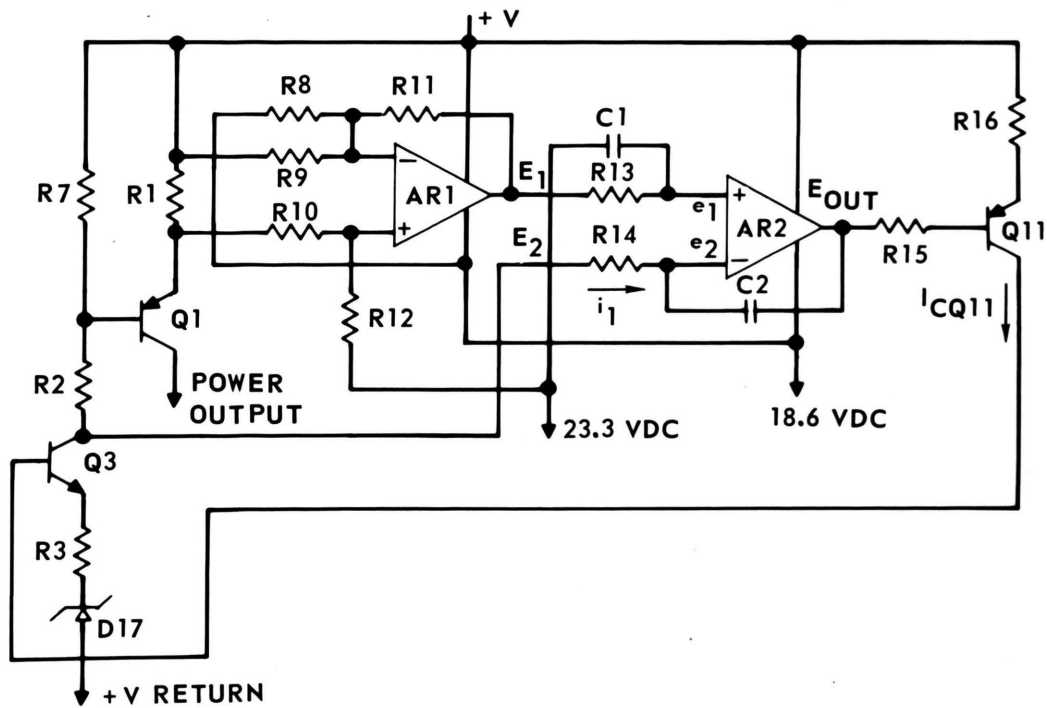 + V
R8
R11
C1
R16
R7
R1
R9
AR1
E1
R13
e1
+
−
EOUT
R10
+
−
AR2
Q11
E2
R14
e2
R15
Q1
R12
i1
C2
ICQ11
R2
POWER
OUTPUT
23.3 VDC
18.6 VDC
Q3
R3
D17
+V RETURN